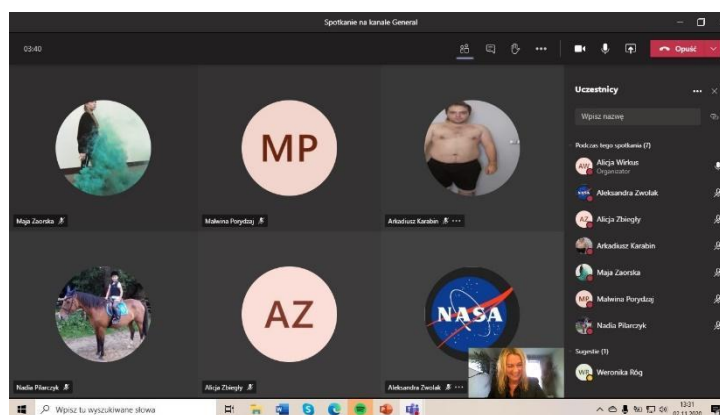 Spotkanie na kanale General
03:40
Opuść
Uczestnicy
Wpisz nazwę
Podczas tego spotkania (7)
AW
Alicja Wirkus
Organizator
Aleksandra Zwolak
AZ
Alicja Zbiegły
Arkadiusz Karabin
Maja Zaorska
MP
Malwina Porydzaj
Nadia Pilarczyk
Sugestie (1)
WR
Weronika Róg
MP
Maja Zaorska
Malwina Porydzaj
Arkadiusz Karabin
AZ
NASA
Nadia Pilarczyk
Alicja Zbiegły
Aleksandra Zwolak
Wpisz tu wyszukiwane słowa
13:31
02.11.2020